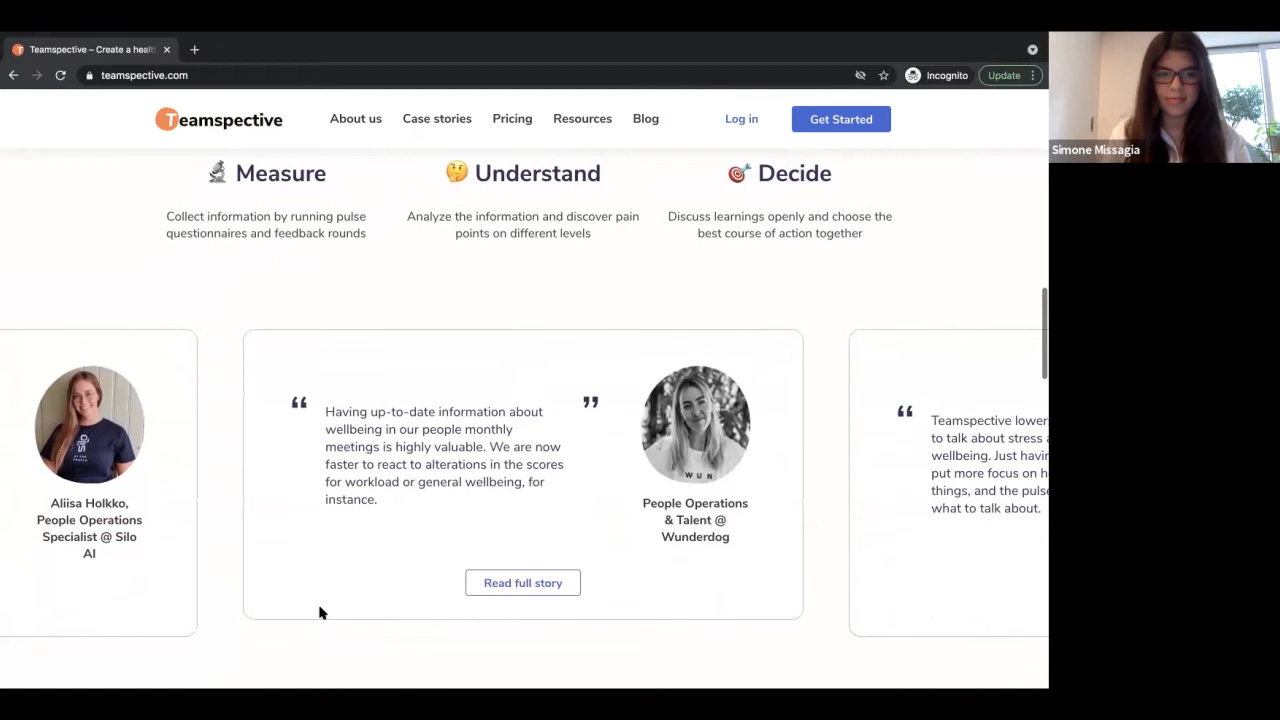 Teamspective – Create a healt
teamspective.com
Incognito
Update
Teamspective
About us
Case stories
Pricing
Resources
Blog
Log in
Get Started
Simone Missagia
Measure
Understand
Decide
Collect information by running pulse
questionnaires and feedback rounds
Analyze the information and discover pain
points on different levels
Discuss learnings openly and choose the
best course of action together
Aliisa Holkko,
People Operations
Specialist @ Silo
AI
“ Having up-to-date information about ”
wellbeing in our people monthly
meetings is highly valuable. We are now
faster to react to alterations in the scores
for workload or general wellbeing, for
instance.
WUN
People Operations
& Talent @
Wunderdog
Read full story
“ Teamspective lower
to talk about stress a
wellbeing. Just havin
put more focus on h
things, and the pulse
what to talk about.